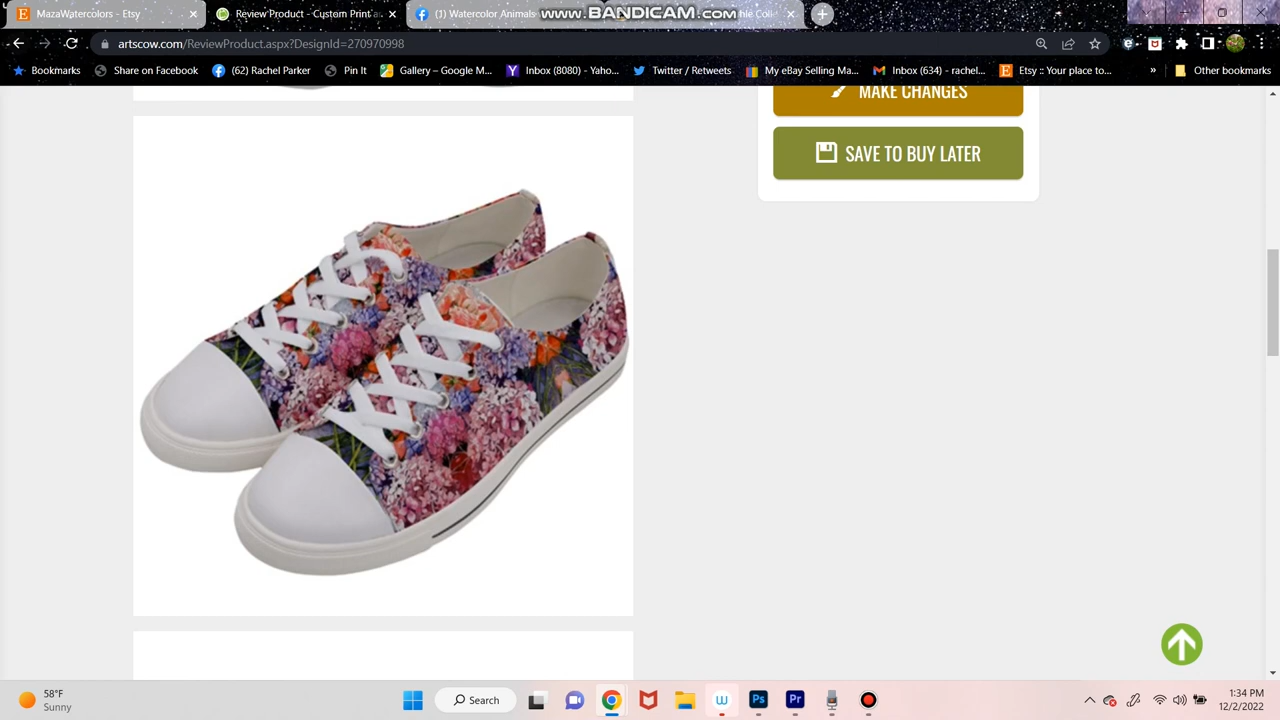 MazaWatercolors - Etsy
Review Product - Custom Print a
(1) Watercolor Animals
www.BANDICAM.com
artscow.com/ReviewProduct.aspx?DesignId=270970998
Bookmarks
Share on Facebook
(62) Rachel Parker
Pin It
Gallery – Google M...
Inbox (8080) - Yaho...
Twitter / Retweets
My eBay Selling Ma...
Inbox (634) - rachel...
Etsy :: Your place to...
»
Other bookmarks
MAKE CHANGES
SAVE TO BUY LATER
58°F
Sunny
Search
1:34 PM
12/2/2022